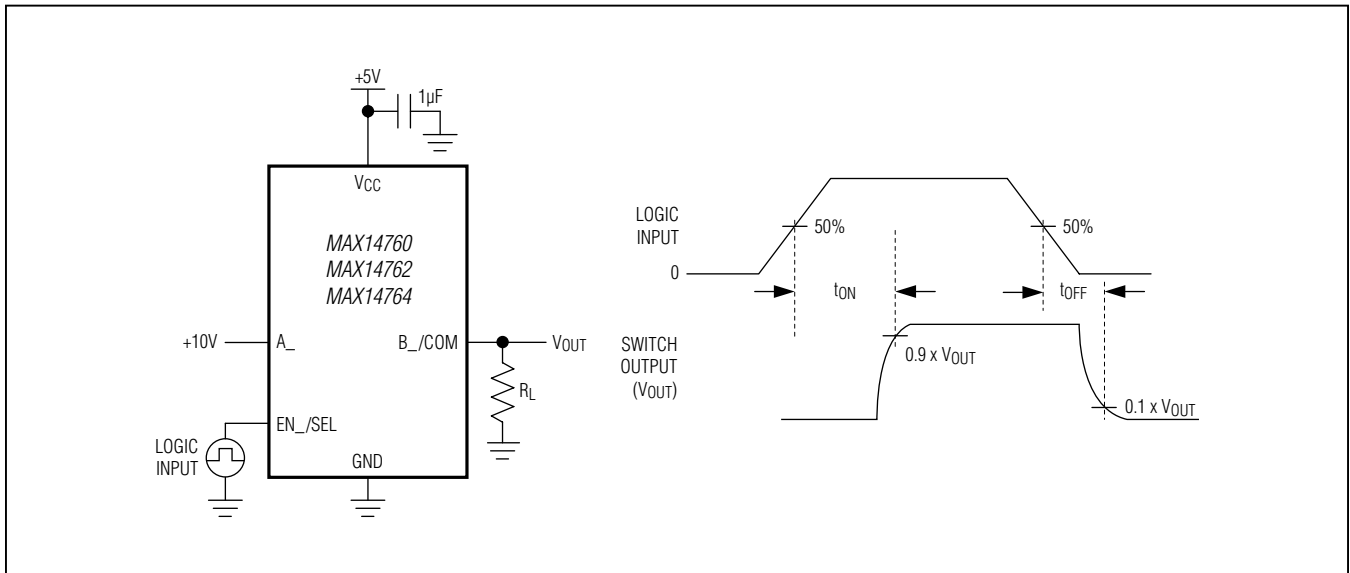 +5V
1µF
VCC
MAX14760
MAX14762
MAX14764
+10V
A_
B_/COM
VOUT
RL
EN_/SEL
LOGIC
INPUT
GND
LOGIC
INPUT
50%
50%
0
tON
tOFF
SWITCH
OUTPUT
(VOUT)
0.9 x VOUT
0.1 x VOUT